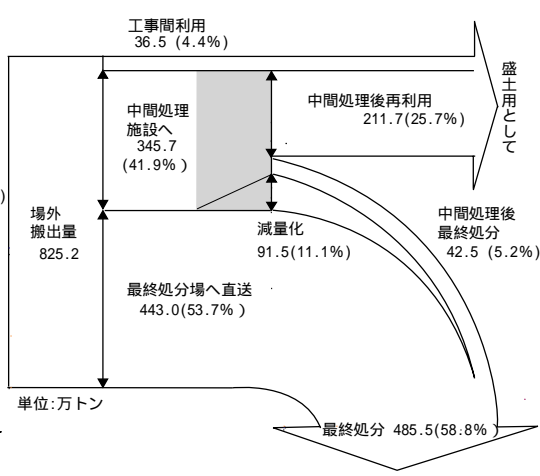 工事間利用
36.5 (4.4%)
中間処理
施設へ
345.7
(41.9% )
中間処理後再利用
211.7(25.7%)
盛土用として
)
場外
搬出量
825.2
減量化
91.5(11.1%)
中間処理後
最終処分
42.5 (5.2%)
最終処分場へ直送
443.0(53.7% )
単位:万トン
最終処分 485.5(58.8% )